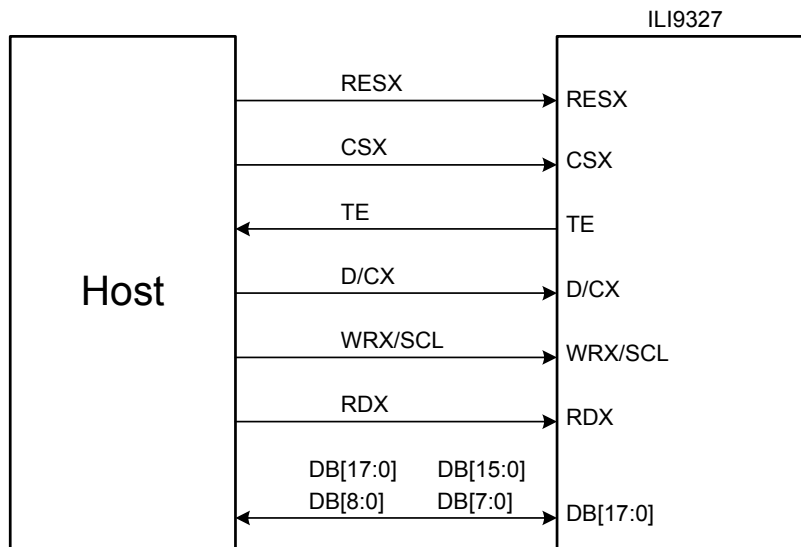 ILI9327
RESX
RESX
CSX
CSX
TE
TE
Host
D/CX
D/CX
WRX/SCL
WRX/SCL
RDX
RDX
DB[17:0] DB[15:0]
DB[8:0] DB[7:0]
DB[17:0]